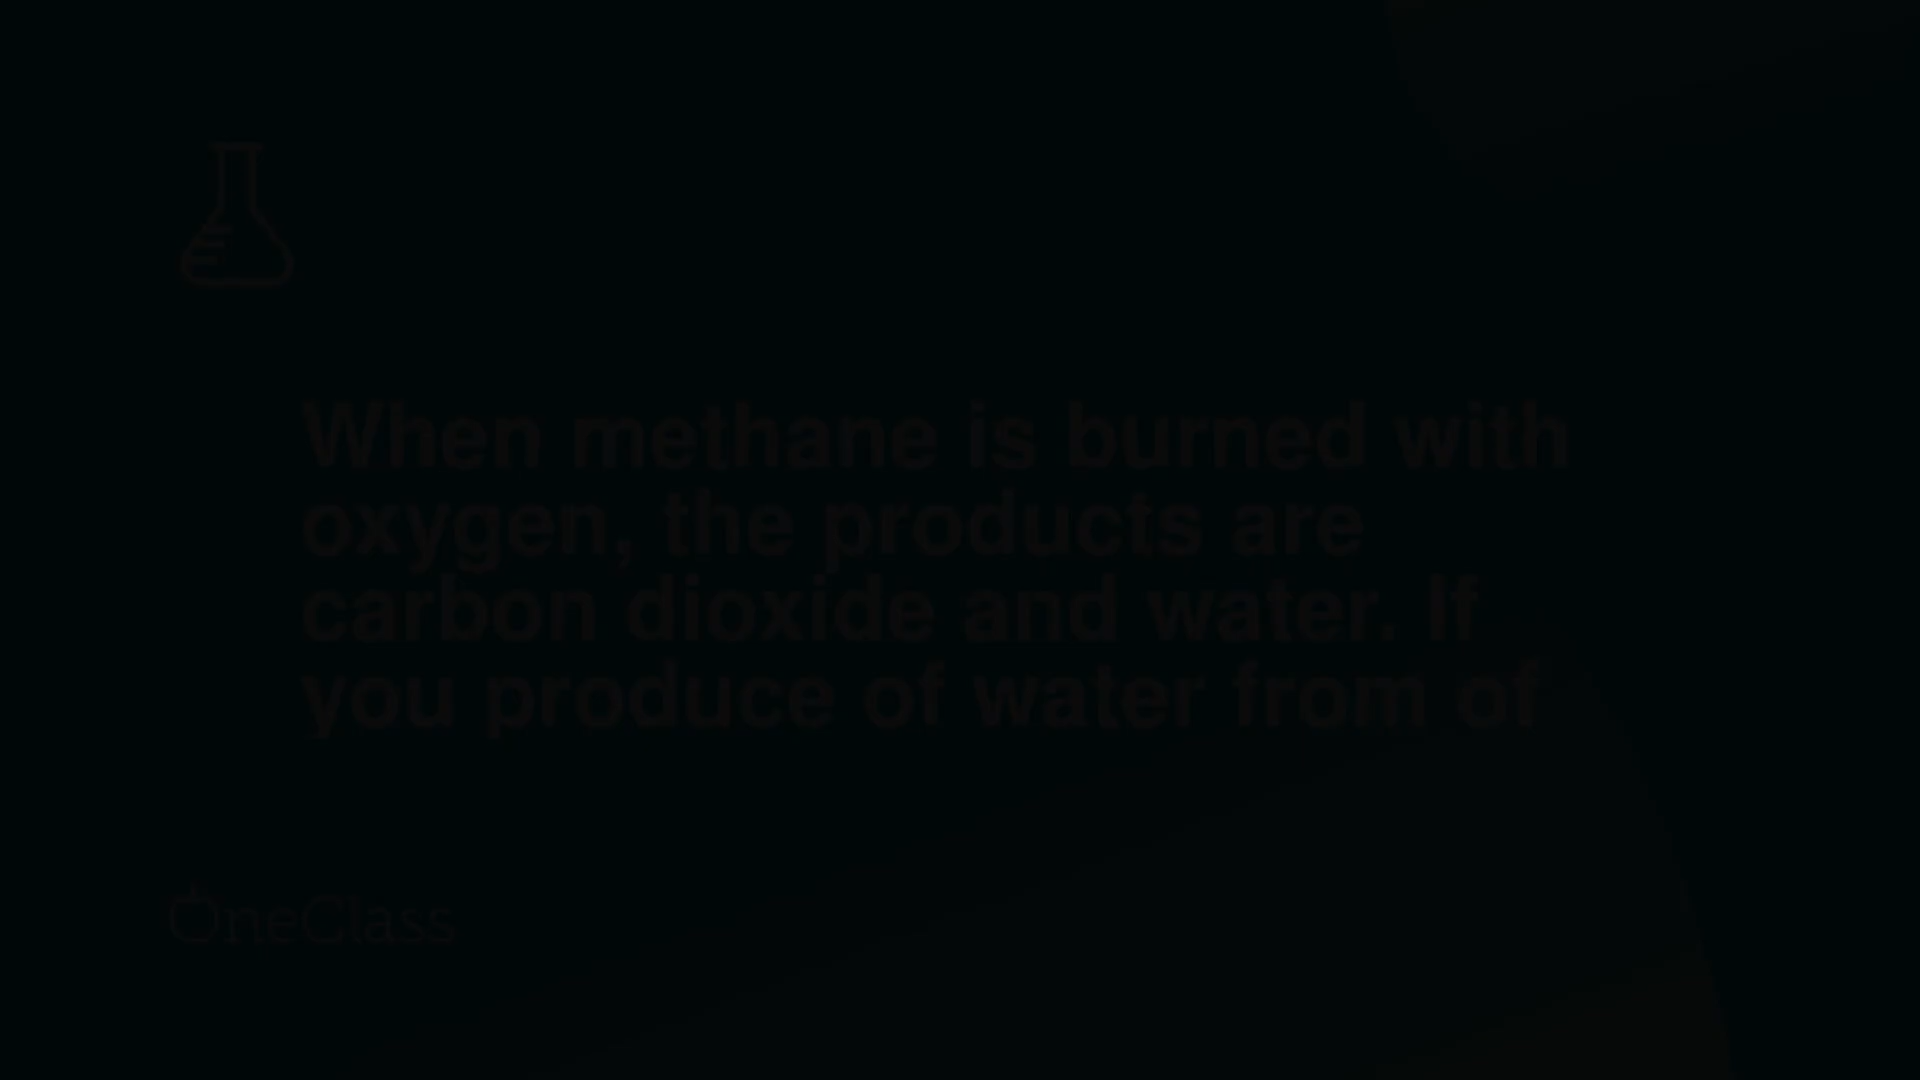 When methane is burned with
oxygen, the products are
carbon dioxide and water. If
you produce of water from of
OneClass